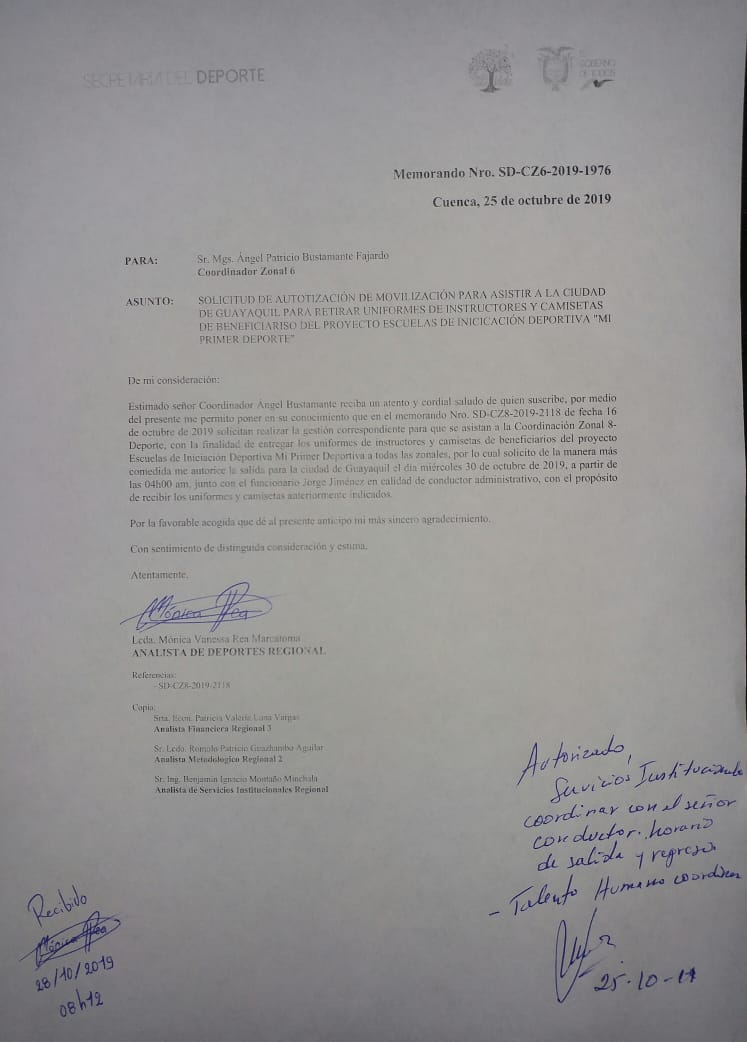 SECRETARÍA DEL DEPORTE
EL
GOBIERNO
DE TODOS
Memorando Nro. SD-CZ6-2019-1976
Cuenca, 25 de octubre de 2019
PARA: Sr. Mgs. Ángel Patricio Bustamante Fajardo
Coordinador Zonal 6
ASUNTO: SOLICITUD DE AUTOTIZACIÓN DE MOVILIZACIÓN PARA ASISTIR A LA CIUDAD
DE GUAYAQUIL PARA RETIRAR UNIFORMES DE INSTRUCTORES Y CAMISETAS
DE BENEFICIARISO DEL PROYECTO ESCUELAS DE INICICACIÓN DEPORTIVA "MI
PRIMER DEPORTE"
De mi consideración:
Estimado señor Coordinador Ángel Bustamante reciba un atento y cordial saludo de quien suscribe, por medio
del presente me permito poner en su conocimiento que en el memorando Nro. SD-CZ8-2019-2118 de fecha 16
de octubre de 2019 solicitan realizar la gestión correspondiente para que se asistan a la Coordinación Zonal 8-
Deporte, con la finalidad de entregar los uniformes de instructores y camisetas de beneficiarios del proyecto
Escuelas de Iniciación Deportiva Mi Primer Deportiva a todas las zonales, por lo cual solicito de la manera más
comedida me autorice la salida para la ciudad de Guayaquil el día miércoles 30 de octubre de 2019, a partir de
las 04h00 am, junto con el funcionario Jorge Jiménez en calidad de conductor administrativo, con el propósito
de recibir los uniformes y camisetas anteriormente indicados.
Por la favorable acogida que dé al presente anticipo mi más sincero agradecimiento.
Con sentimiento de distinguida consideración y estima.
Atentamente,
Mónica Rea
Lcda. Mónica Vanessa Rea Marcatoma
ANALISTA DE DEPORTES REGIONAL
Referencias:
- SD-CZ8-2019-2118
Copia:
Srta. Econ. Patricia Valeria Luna Vargas
Analista Financiera Regional 3
Sr. Lcdo. Romulo Patricio Guazhambo Aguilar
Analista Metodologico Regional 2
Sr. Ing. Benjamin Ignacio Montaño Minchala
Analista de Servicios Institucionales Regional
Autorizado,
Servicios Institucionales
coordinar con el señor
conductor. horario
de salida y regreso
- Talento Humano coordinar
25-10-19
Recibido
Mónica Rea
28/10/2019
08h12